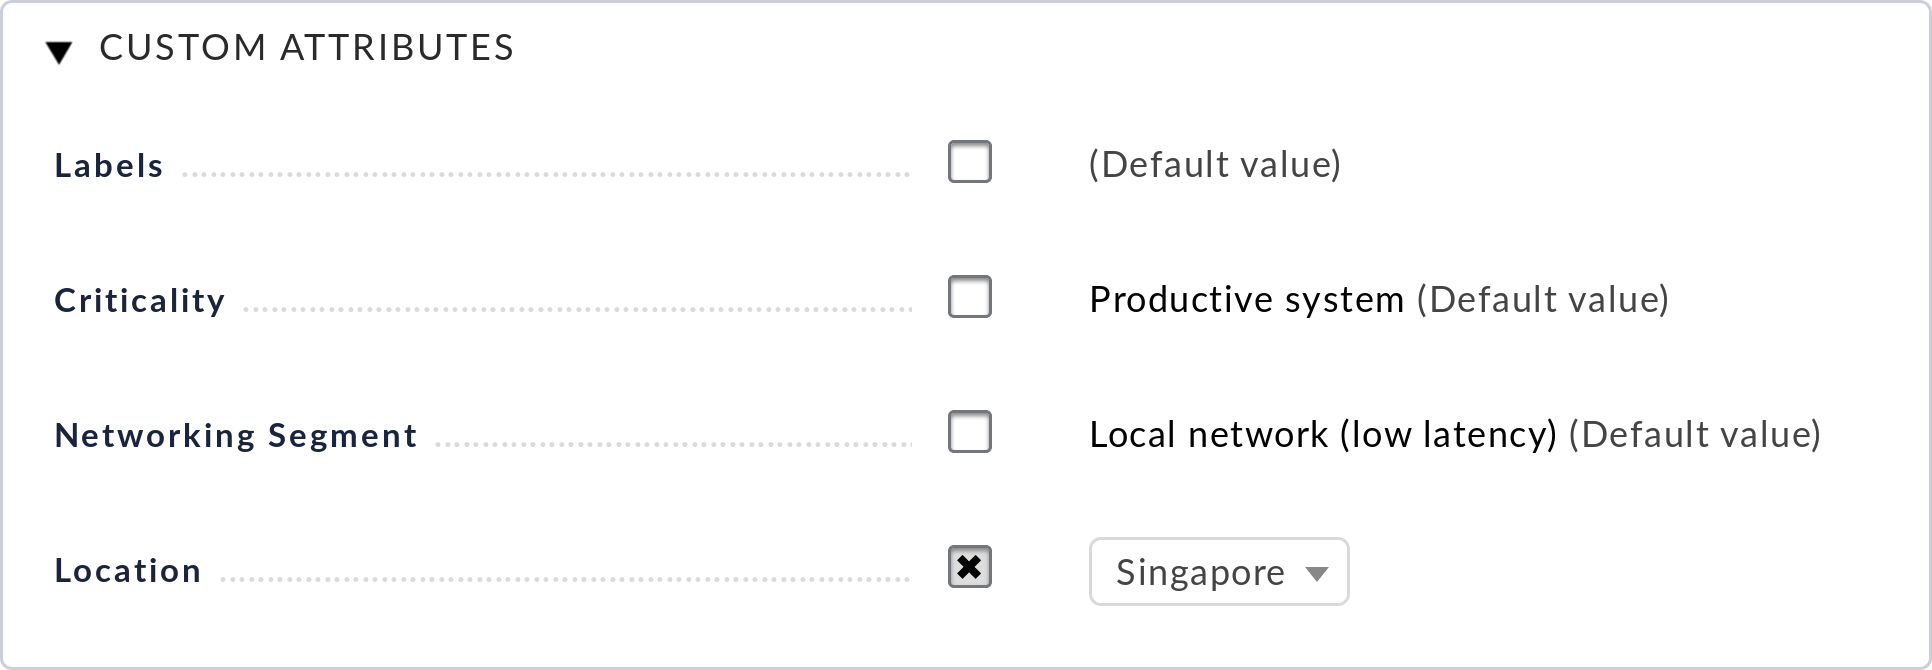 CUSTOM ATTRIBUTES
Labels (Default value)
Criticality Productive system (Default value)
Networking Segment Local network (low latency) (Default value)
Location Singapore